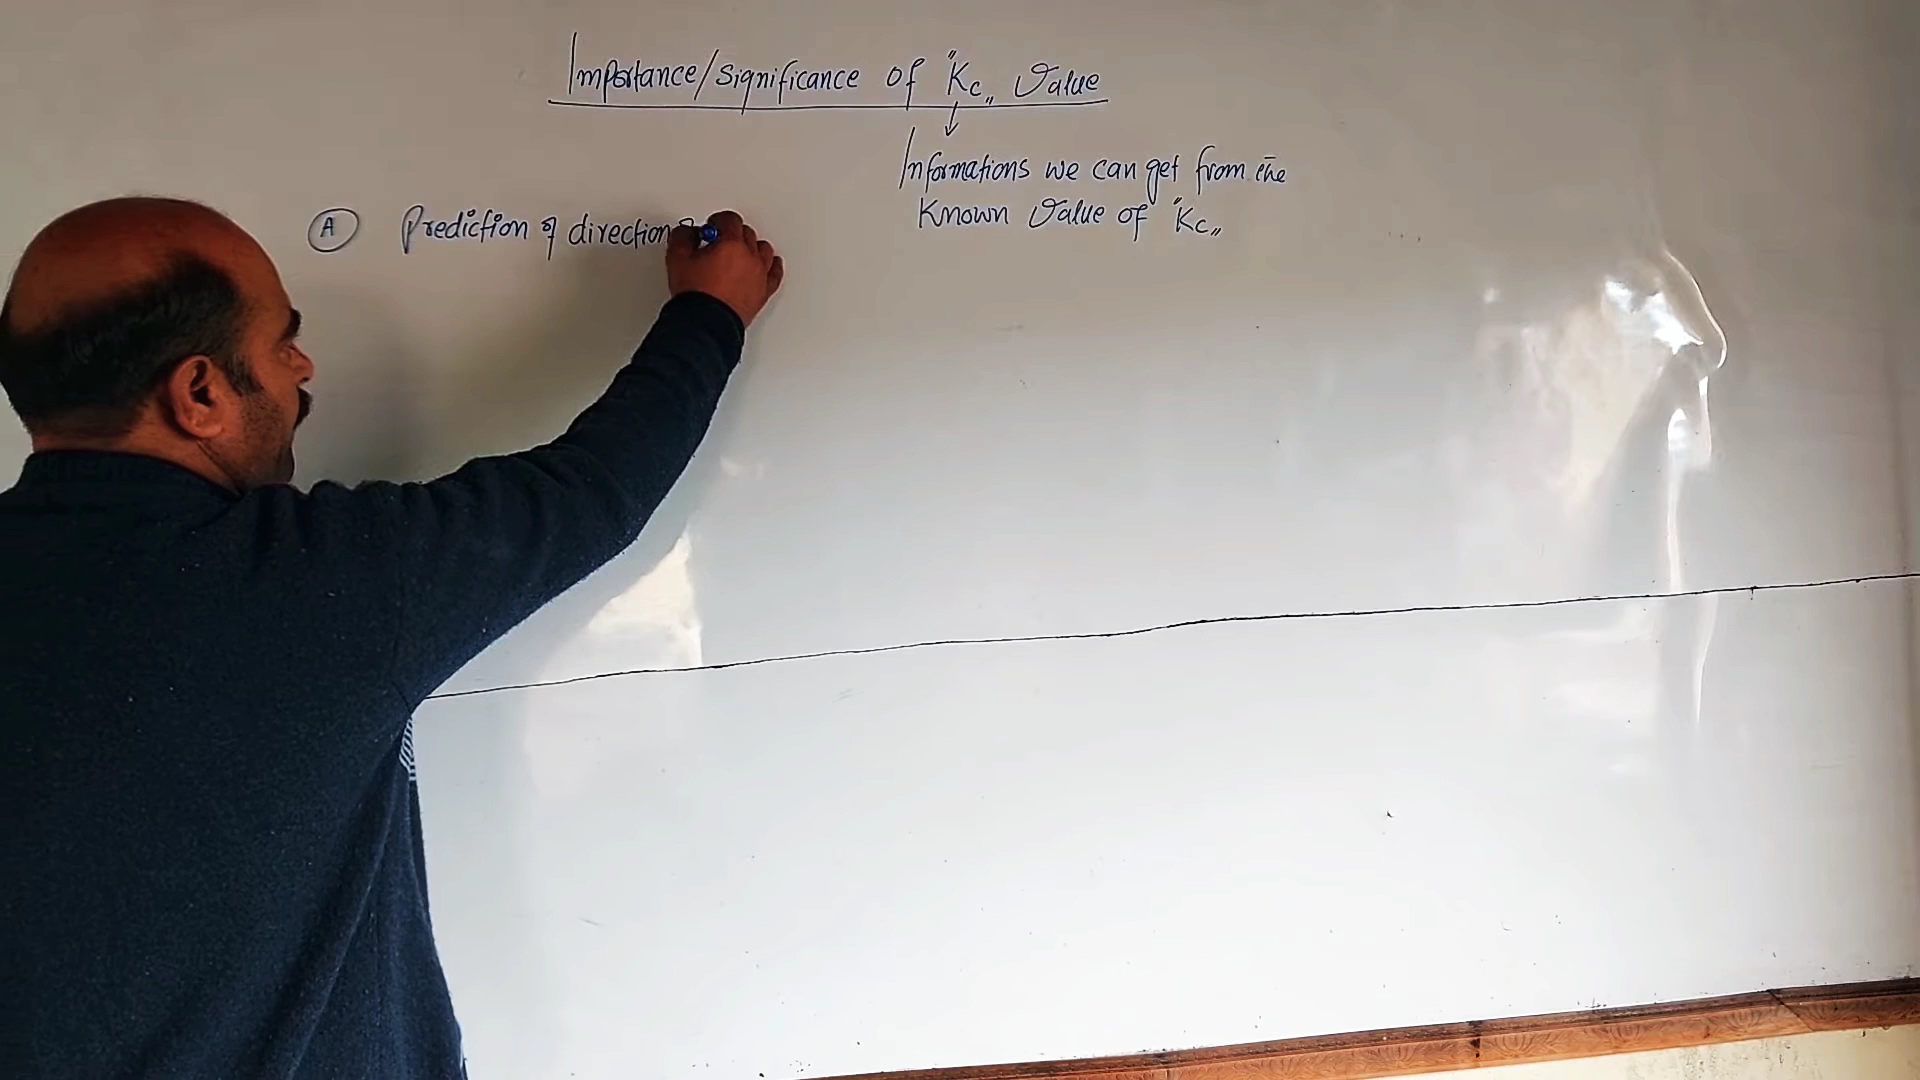 Importance/Significance of "Kc" Value
↓
Informations we can get from the
Known Value of "Kc"
A Prediction of direction